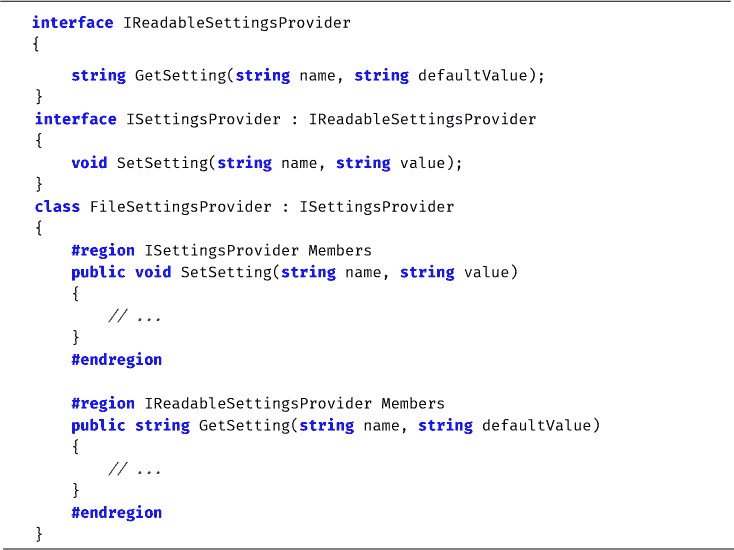 interface IReadableSettingsProvider
{
    string GetSetting(string name, string defaultValue);
}
interface ISettingsProvider : IReadableSettingsProvider
{
    void SetSetting(string name, string value);
}
class FileSettingsProvider : ISettingsProvider
{
    #region ISettingsProvider Members
    public void SetSetting(string name, string value)
    {
        // ...
    }
    #endregion

    #region IReadableSettingsProvider Members
    public string GetSetting(string name, string defaultValue)
    {
        // ...
    }
    #endregion
}